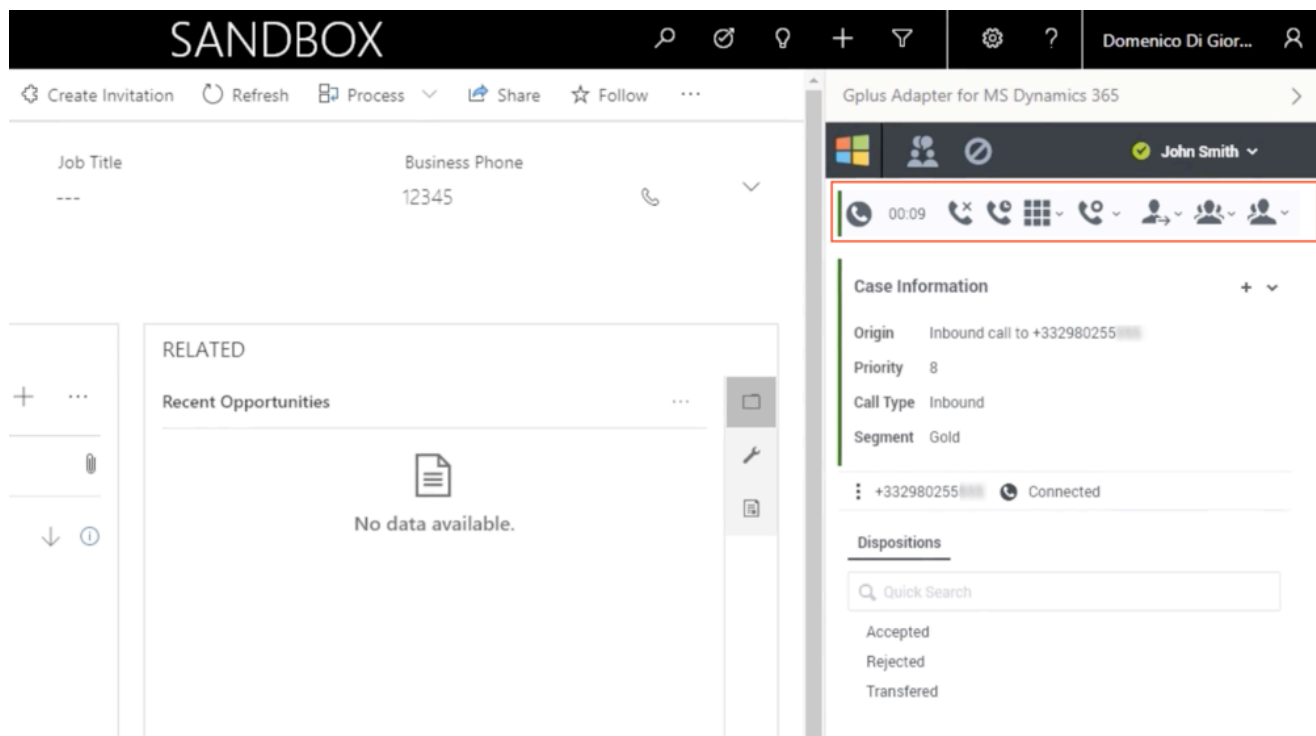 SANDBOX
Domenico Di Gior...
Create Invitation Refresh Process Share Follow ...
Gplus Adapter for MS Dynamics 365
John Smith
Job Title Business Phone
--- 12345
00:09
Case Information
Origin Inbound call to +332980255
Priority 8
Call Type Inbound
Segment Gold
RELATED
Recent Opportunities ...
No data available.
+332980255 Connected
Dispositions
Quick Search
Accepted
Rejected
Transfered